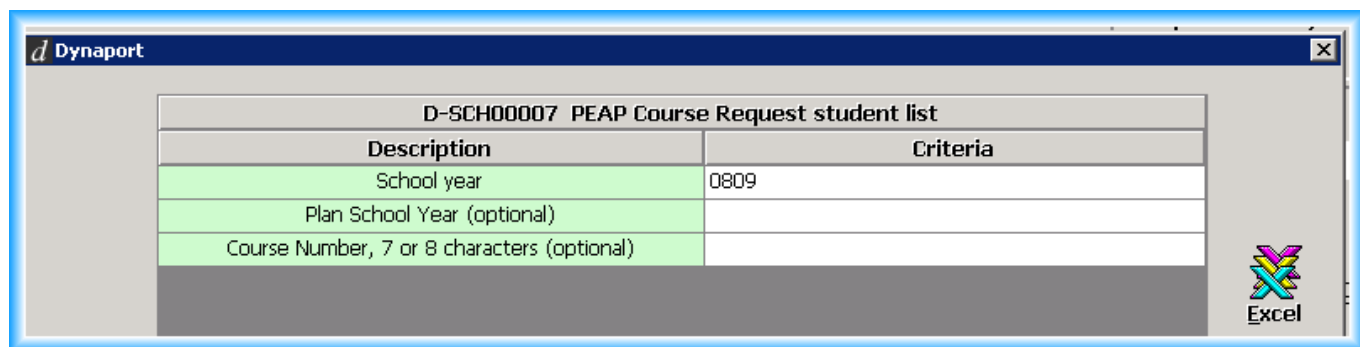 d Dynaport
D-SCH00007 PEAP Course Request student list
Description Criteria
School year 0809
Plan School Year (optional)
Course Number, 7 or 8 characters (optional)
Excel